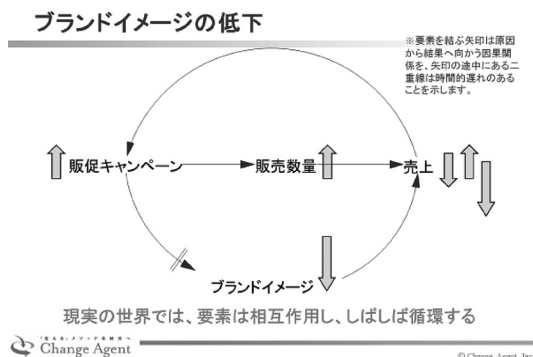 ブランドイメージの低下
※要素を結ぶ矢印は原因
から結果へ向かう因果関
係を、矢印の途中にある二
重線は時間的遅れのある
ことを示します。
販促キャンペーン
販売数量
売上
ブランドイメージ
現実の世界では、要素は相互作用し、しばしば循環する
Change Agent
© Change Agent, Inc